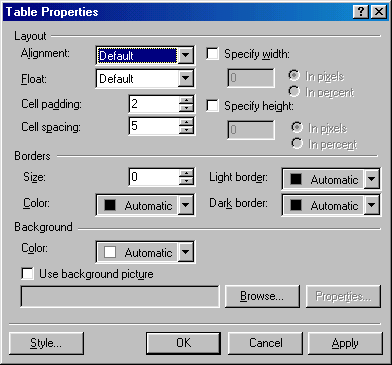 Table Properties
Layout
Alignment: Default
Specify width:
0
In pixels
In percent
Float: Default
Cell padding: 2
Specify height:
0
In pixels
In percent
Cell spacing: 5
Borders
Size: 0
Light border: Automatic
Color: Automatic
Dark border: Automatic
Background
Color: Automatic
Use background picture
Browse...
Properties...
Style...
OK
Cancel
Apply